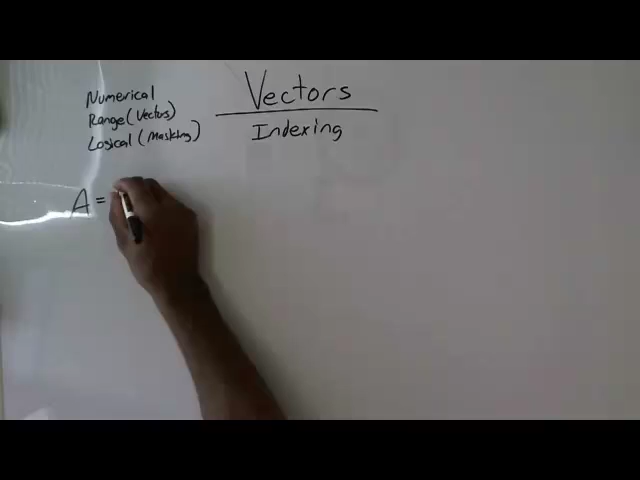 Vectors
Indexing
Numerical
Range(Vectors)
Logical (Masking)
A =